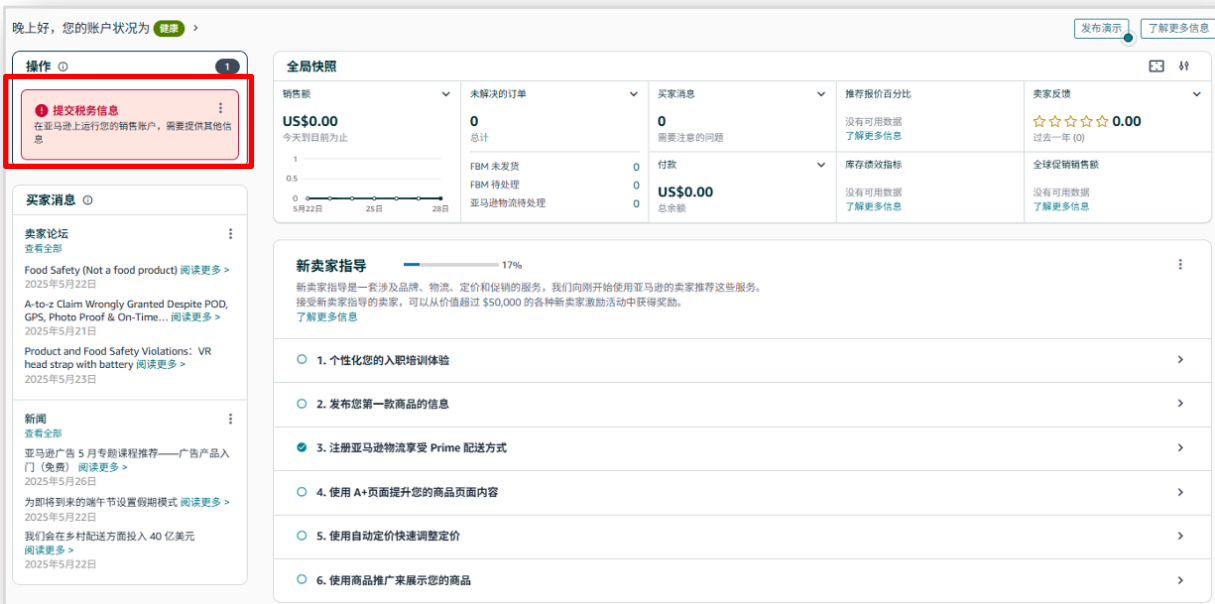 晚上好，您的账户状况为 健康 >
发布演示
了解更多信息
操作
1
提交税务信息
在亚马逊上运行您的销售账户，需要提供其他信
息
买家消息
卖家论坛
查看全部
Food Safety (Not a food product) 阅读更多 >
2025年5月22日
A-to-z Claim Wrongly Granted Despite POD,
GPS, Photo Proof & On-Time... 阅读更多 >
2025年5月21日
Product and Food Safety Violations：VR
head strap with battery 阅读更多 >
2025年5月23日
新闻
查看全部
亚马逊广告 5 月专题课程推荐——广告产品入
门（免费） 阅读更多 >
2025年5月26日
为即将到来的端午节设置假期模式 阅读更多 >
2025年5月22日
我们会在乡村配送方面投入 40 亿美元
阅读更多 >
2025年5月22日
全局快照
销售额
US$0.00
今天到目前为止
1
0.5
0
5月22日
25日
28日
未解决的订单
0
总计
FBM 未发货 0
FBM 待处理 0
亚马逊物流待处理 0
买家消息
0
需要注意的问题
付款
US$0.00
总余额
推荐报价百分比
没有可用数据
了解更多信息
库存绩效指标
没有可用数据
了解更多信息
卖家反馈
0.00
过去一年 (0)
全球促销销售额
没有可用数据
了解更多信息
新卖家指导
17%
新卖家指导是一套涉及品牌、物流、定价和促销的服务，我们向刚开始使用亚马逊的卖家推荐这些服务。
接受新卖家指导的卖家，可以从价值超过 $50,000 的各种新卖家激励活动中获得奖励。
了解更多信息
1. 个性化您的入职培训体验
2. 发布您第一款商品的信息
3. 注册亚马逊物流享受 Prime 配送方式
4. 使用 A+页面提升您的商品页面内容
5. 使用自动定价快速调整定价
6. 使用商品推广来展示您的商品